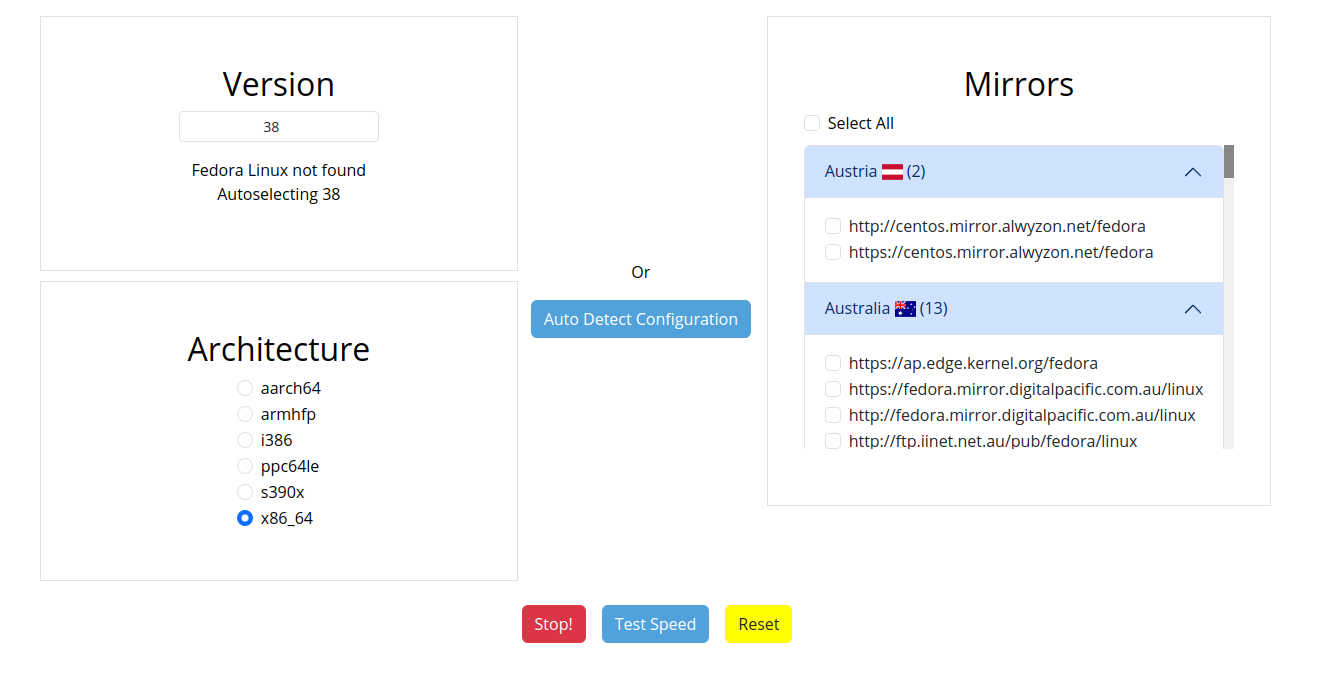 Version
38
Fedora Linux not found
Autoselecting 38
Architecture
aarch64
armhfp
i386
ppc64le
s390x
x86_64
Or
Auto Detect Configuration
Mirrors
Select All
Austria (2)
http://centos.mirror.alwyzon.net/fedora
https://centos.mirror.alwyzon.net/fedora
Australia (13)
https://ap.edge.kernel.org/fedora
https://fedora.mirror.digitalpacific.com.au/linux
http://fedora.mirror.digitalpacific.com.au/linux
http://ftp.iinet.net.au/pub/fedora/linux
Stop!
Test Speed
Reset